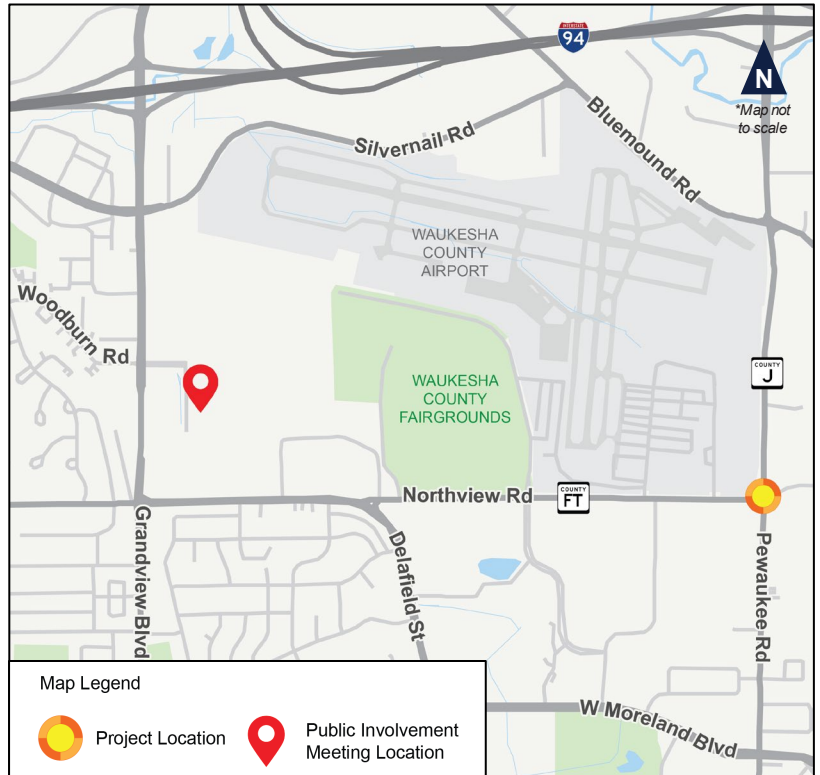 INTERSTATE
94
N
*Map not
to scale
Silvernail Rd
Bluemound Rd
WAUKESHA
COUNTY
AIRPORT
Woodburn Rd
COUNTY
J
WAUKESHA
COUNTY
FAIRGROUNDS
Northview Rd
COUNTY
FT
Grandview Blvd
Delafield St
Pewaukee Rd
W Moreland Blvd
Map Legend
Project Location
Public Involvement
Meeting Location